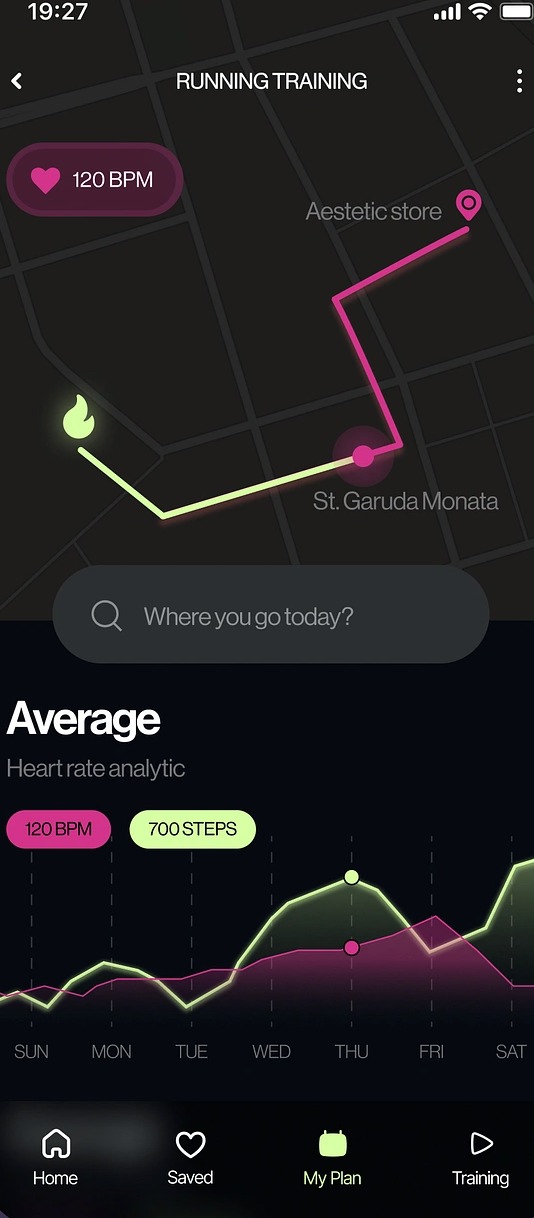 19:27
RUNNING TRAINING
120 BPM
Aestetic store
St. Garuda Monata
Where you go today?
Average
Heart rate analytic
120 BPM 700 STEPS
SUN MON TUE WED THU FRI SAT
Home Saved My Plan Training